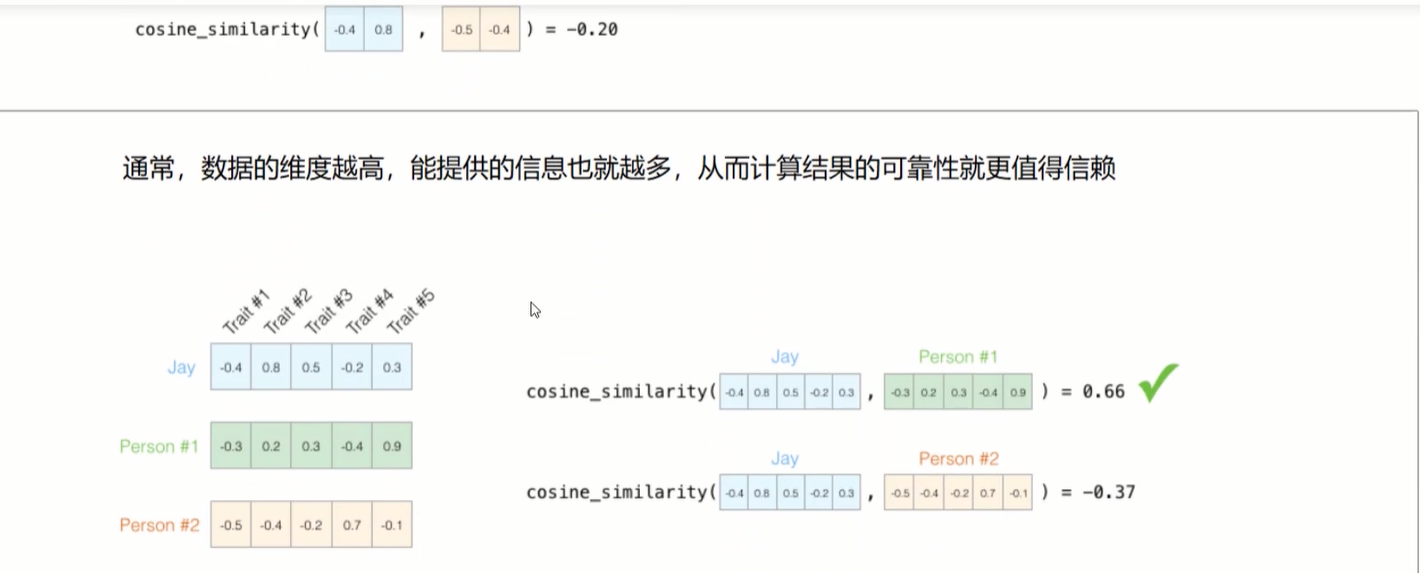 cosine_similarity( -0.4 0.8 , -0.5 -0.4 ) = -0.20
通常，数据的维度越高，能提供的信息也就越多，从而计算结果的可靠性就更值得信赖
Trait #1 Trait #2 Trait #3 Trait #4 Trait #5
Jay -0.4 0.8 0.5 -0.2 0.3
Person #1 -0.3 0.2 0.3 -0.4 0.9
Person #2 -0.5 -0.4 -0.2 0.7 -0.1
Jay Person #1
cosine_similarity( -0.4 0.8 0.5 -0.2 0.3 , -0.3 0.2 0.3 -0.4 0.9 ) = 0.66
Jay Person #2
cosine_similarity( -0.4 0.8 0.5 -0.2 0.3 , -0.5 -0.4 -0.2 0.7 -0.1 ) = -0.37